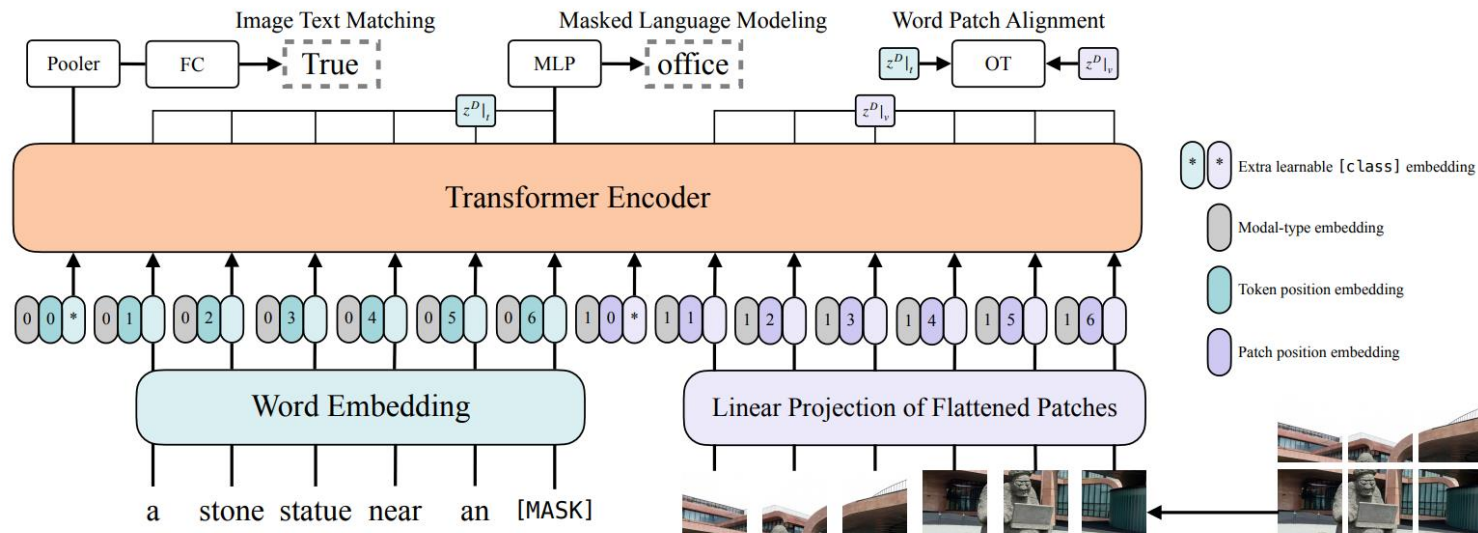 Image Text Matching
Masked Language Modeling
Word Patch Alignment
Pooler
FC
True
MLP
office
z^D|_t
OT
z^D|_v
z^D|_t
z^D|_v
Transformer Encoder
* * Extra learnable [class] embedding
Modal-type embedding
Token position embedding
Patch position embedding
0 0 * 0 1 0 2 0 3 0 4 0 5 0 6 1 0 * 1 1 1 2 1 3 1 4 1 5 1 6
Word Embedding
Linear Projection of Flattened Patches
a stone statue near an [MASK]